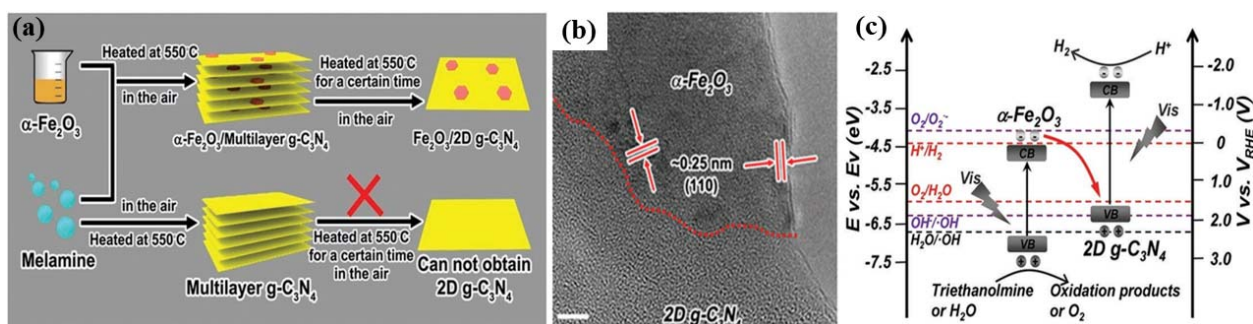 (a)
Heated at 550°C
in the air
α-Fe₂O₃
α-Fe₂O₃/Multilayer g-C₃N₄
Heated at 550°C
for a certain time
in the air
Fe₂O₃/2D g-C₃N₄
Melamine
in the air
Heated at 550°C
Multilayer g-C₃N₄
Heated at 550°C
for a certain time
in the air
Can not obtain
2D g-C₃N₄
(b)
α-Fe₂O₃
~0.25 nm
(110)
2D g-C₃N₄
(c)
E vs. Ev (eV)
-2.5
-3.5
-4.5
-5.5
-6.5
-7.5
O₂/O₂⁻
H⁺/H₂
O₂/H₂O
OH⁻/·OH
H₂O/·OH
H₂
H⁺
CB
α-Fe₂O₃
CB
Vis
Vis
VB
VB
2D g-C₃N₄
Triethanolmine
or H₂O
Oxidation products
or O₂
-2.0
-1.0
0
1.0
2.0
3.0
V vs. V_RHE (V)